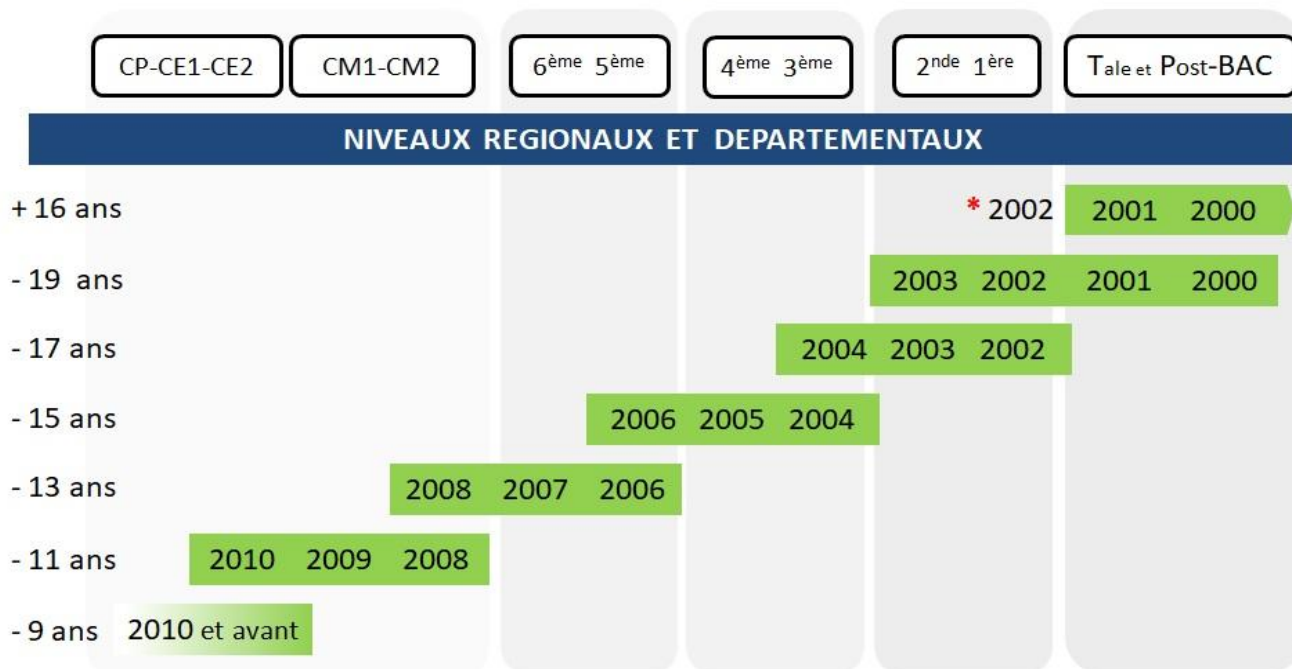 CP-CE1-CE2 CM1-CM2 6ème 5ème 4ème 3ème 2nde 1ère Tale et Post-BAC
NIVEAUX REGIONAUX ET DEPARTEMENTAUX
+ 16 ans * 2002 2001 2000
- 19 ans 2003 2002 2001 2000
- 17 ans 2004 2003 2002
- 15 ans 2006 2005 2004
- 13 ans 2008 2007 2006
- 11 ans 2010 2009 2008
- 9 ans 2010 et avant